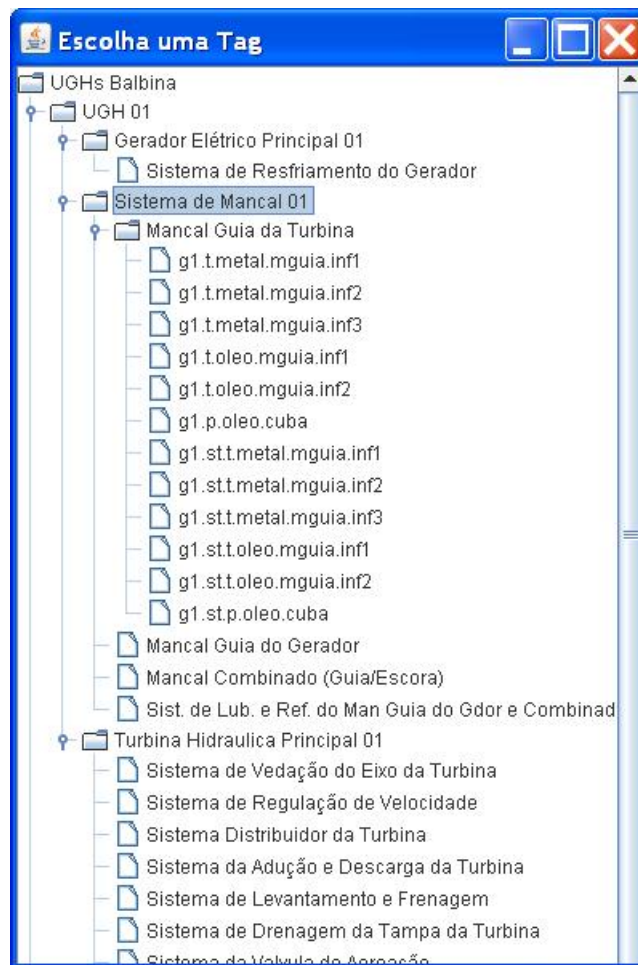 Escolha uma Tag
UGHs Balbina
UGH 01
Gerador Elétrico Principal 01
Sistema de Resfriamento do Gerador
Sistema de Mancal 01
Mancal Guia da Turbina
g1.t.metal.mguia.inf1
g1.t.metal.mguia.inf2
g1.t.metal.mguia.inf3
g1.t.oleo.mguia.inf1
g1.t.oleo.mguia.inf2
g1.p.oleo.cuba
g1.st.t.metal.mguia.inf1
g1.st.t.metal.mguia.inf2
g1.st.t.metal.mguia.inf3
g1.st.t.oleo.mguia.inf1
g1.st.t.oleo.mguia.inf2
g1.st.p.oleo.cuba
Mancal Guia do Gerador
Mancal Combinado (Guia/Escora)
Sist. de Lub. e Ref. do Man Guia do Gdor e Combinad
Turbina Hidraulica Principal 01
Sistema de Vedação do Eixo da Turbina
Sistema de Regulação de Velocidade
Sistema Distribuidor da Turbina
Sistema da Adução e Descarga da Turbina
Sistema de Levantamento e Frenagem
Sistema de Drenagem da Tampa da Turbina
Sistema da Valvula de Aeração